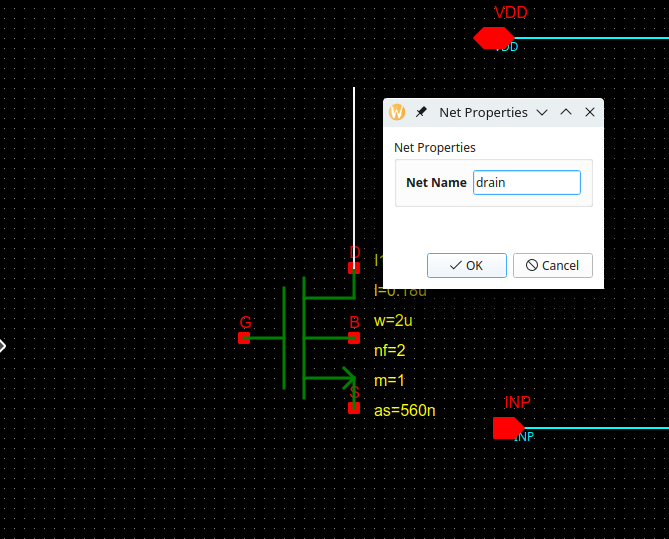 VDD
VDD
Net Properties
Net Properties
Net Name drain
OK Cancel
D
l=0.18u
G
B
w=2u
nf=2
m=1
S
as=560n
INP
INP